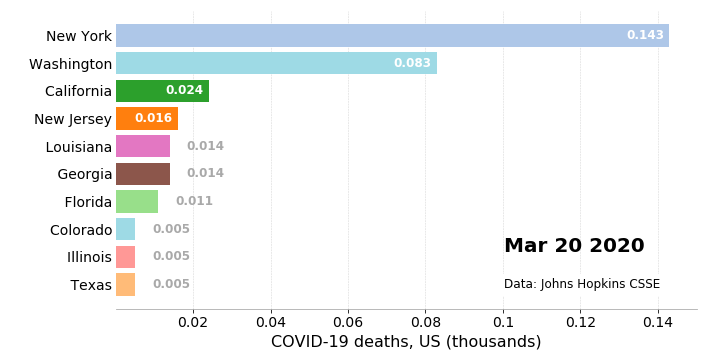 New York 0.143
Washington 0.083
California 0.024
New Jersey 0.016
Louisiana 0.014
Georgia 0.014
Florida 0.011
Colorado 0.005
Illinois 0.005
Texas 0.005
Mar 20 2020
Data: Johns Hopkins CSSE
0.02 0.04 0.06 0.08 0.1 0.12 0.14
COVID-19 deaths, US (thousands)